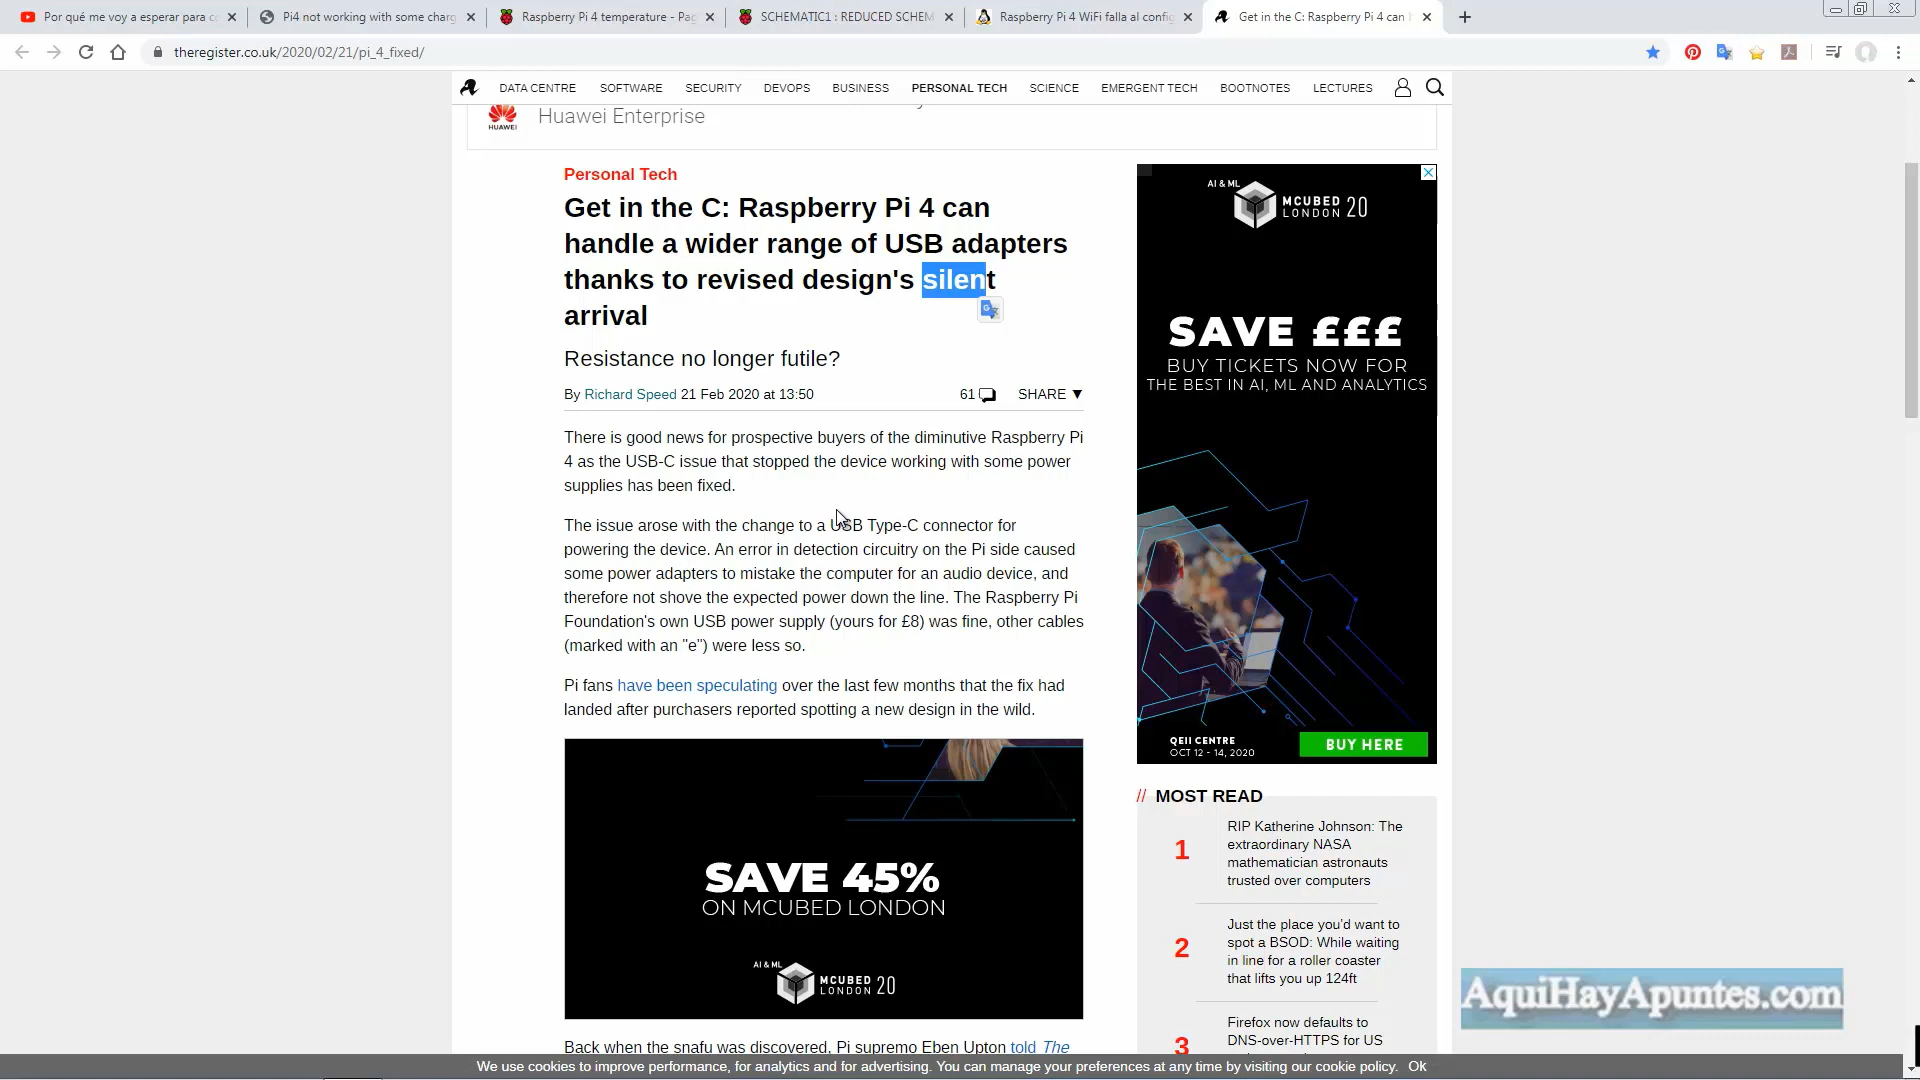 Por qué me voy a esperar para co
Pi4 not working with some charg
Raspberry Pi 4 temperature - Pag
SCHEMATIC1 : REDUCED SCHEM
Raspberry Pi 4 WiFi falla al config
Get in the C: Raspberry Pi 4 can h
theregister.co.uk/2020/02/21/pi_4_fixed/
DATA CENTRE SOFTWARE SECURITY DEVOPS BUSINESS PERSONAL TECH SCIENCE EMERGENT TECH BOOTNOTES LECTURES
HUAWEI
Huawei Enterprise
Personal Tech
Get in the C: Raspberry Pi 4 can
handle a wider range of USB adapters
thanks to revised design's silent
arrival
Resistance no longer futile?
By Richard Speed 21 Feb 2020 at 13:50
61
SHARE ▼
There is good news for prospective buyers of the diminutive Raspberry Pi
4 as the USB-C issue that stopped the device working with some power
supplies has been fixed.
The issue arose with the change to a USB Type-C connector for
powering the device. An error in detection circuitry on the Pi side caused
some power adapters to mistake the computer for an audio device, and
therefore not shove the expected power down the line. The Raspberry Pi
Foundation's own USB power supply (yours for £8) was fine, other cables
(marked with an "e") were less so.
Pi fans have been speculating over the last few months that the fix had
landed after purchasers reported spotting a new design in the wild.
SAVE 45%
ON MCUBED LONDON
AI & ML
MCUBED
LONDON 20
Back when the snafu was discovered, Pi supremo Eben Upton told The
AI & ML
MCUBED
LONDON 20
SAVE £££
BUY TICKETS NOW FOR
THE BEST IN AI, ML AND ANALYTICS
QEII CENTRE
OCT 12 - 14, 2020
BUY HERE
// MOST READ
1
RIP Katherine Johnson: The
extraordinary NASA
mathematician astronauts
trusted over computers
2
Just the place you'd want to
spot a BSOD: While waiting
in line for a roller coaster
that lifts you up 124ft
3
Firefox now defaults to
DNS-over-HTTPS for US
AquiHayApuntes.com
We use cookies to improve performance, for analytics and for advertising. You can manage your preferences at any time by visiting our cookie policy. Ok